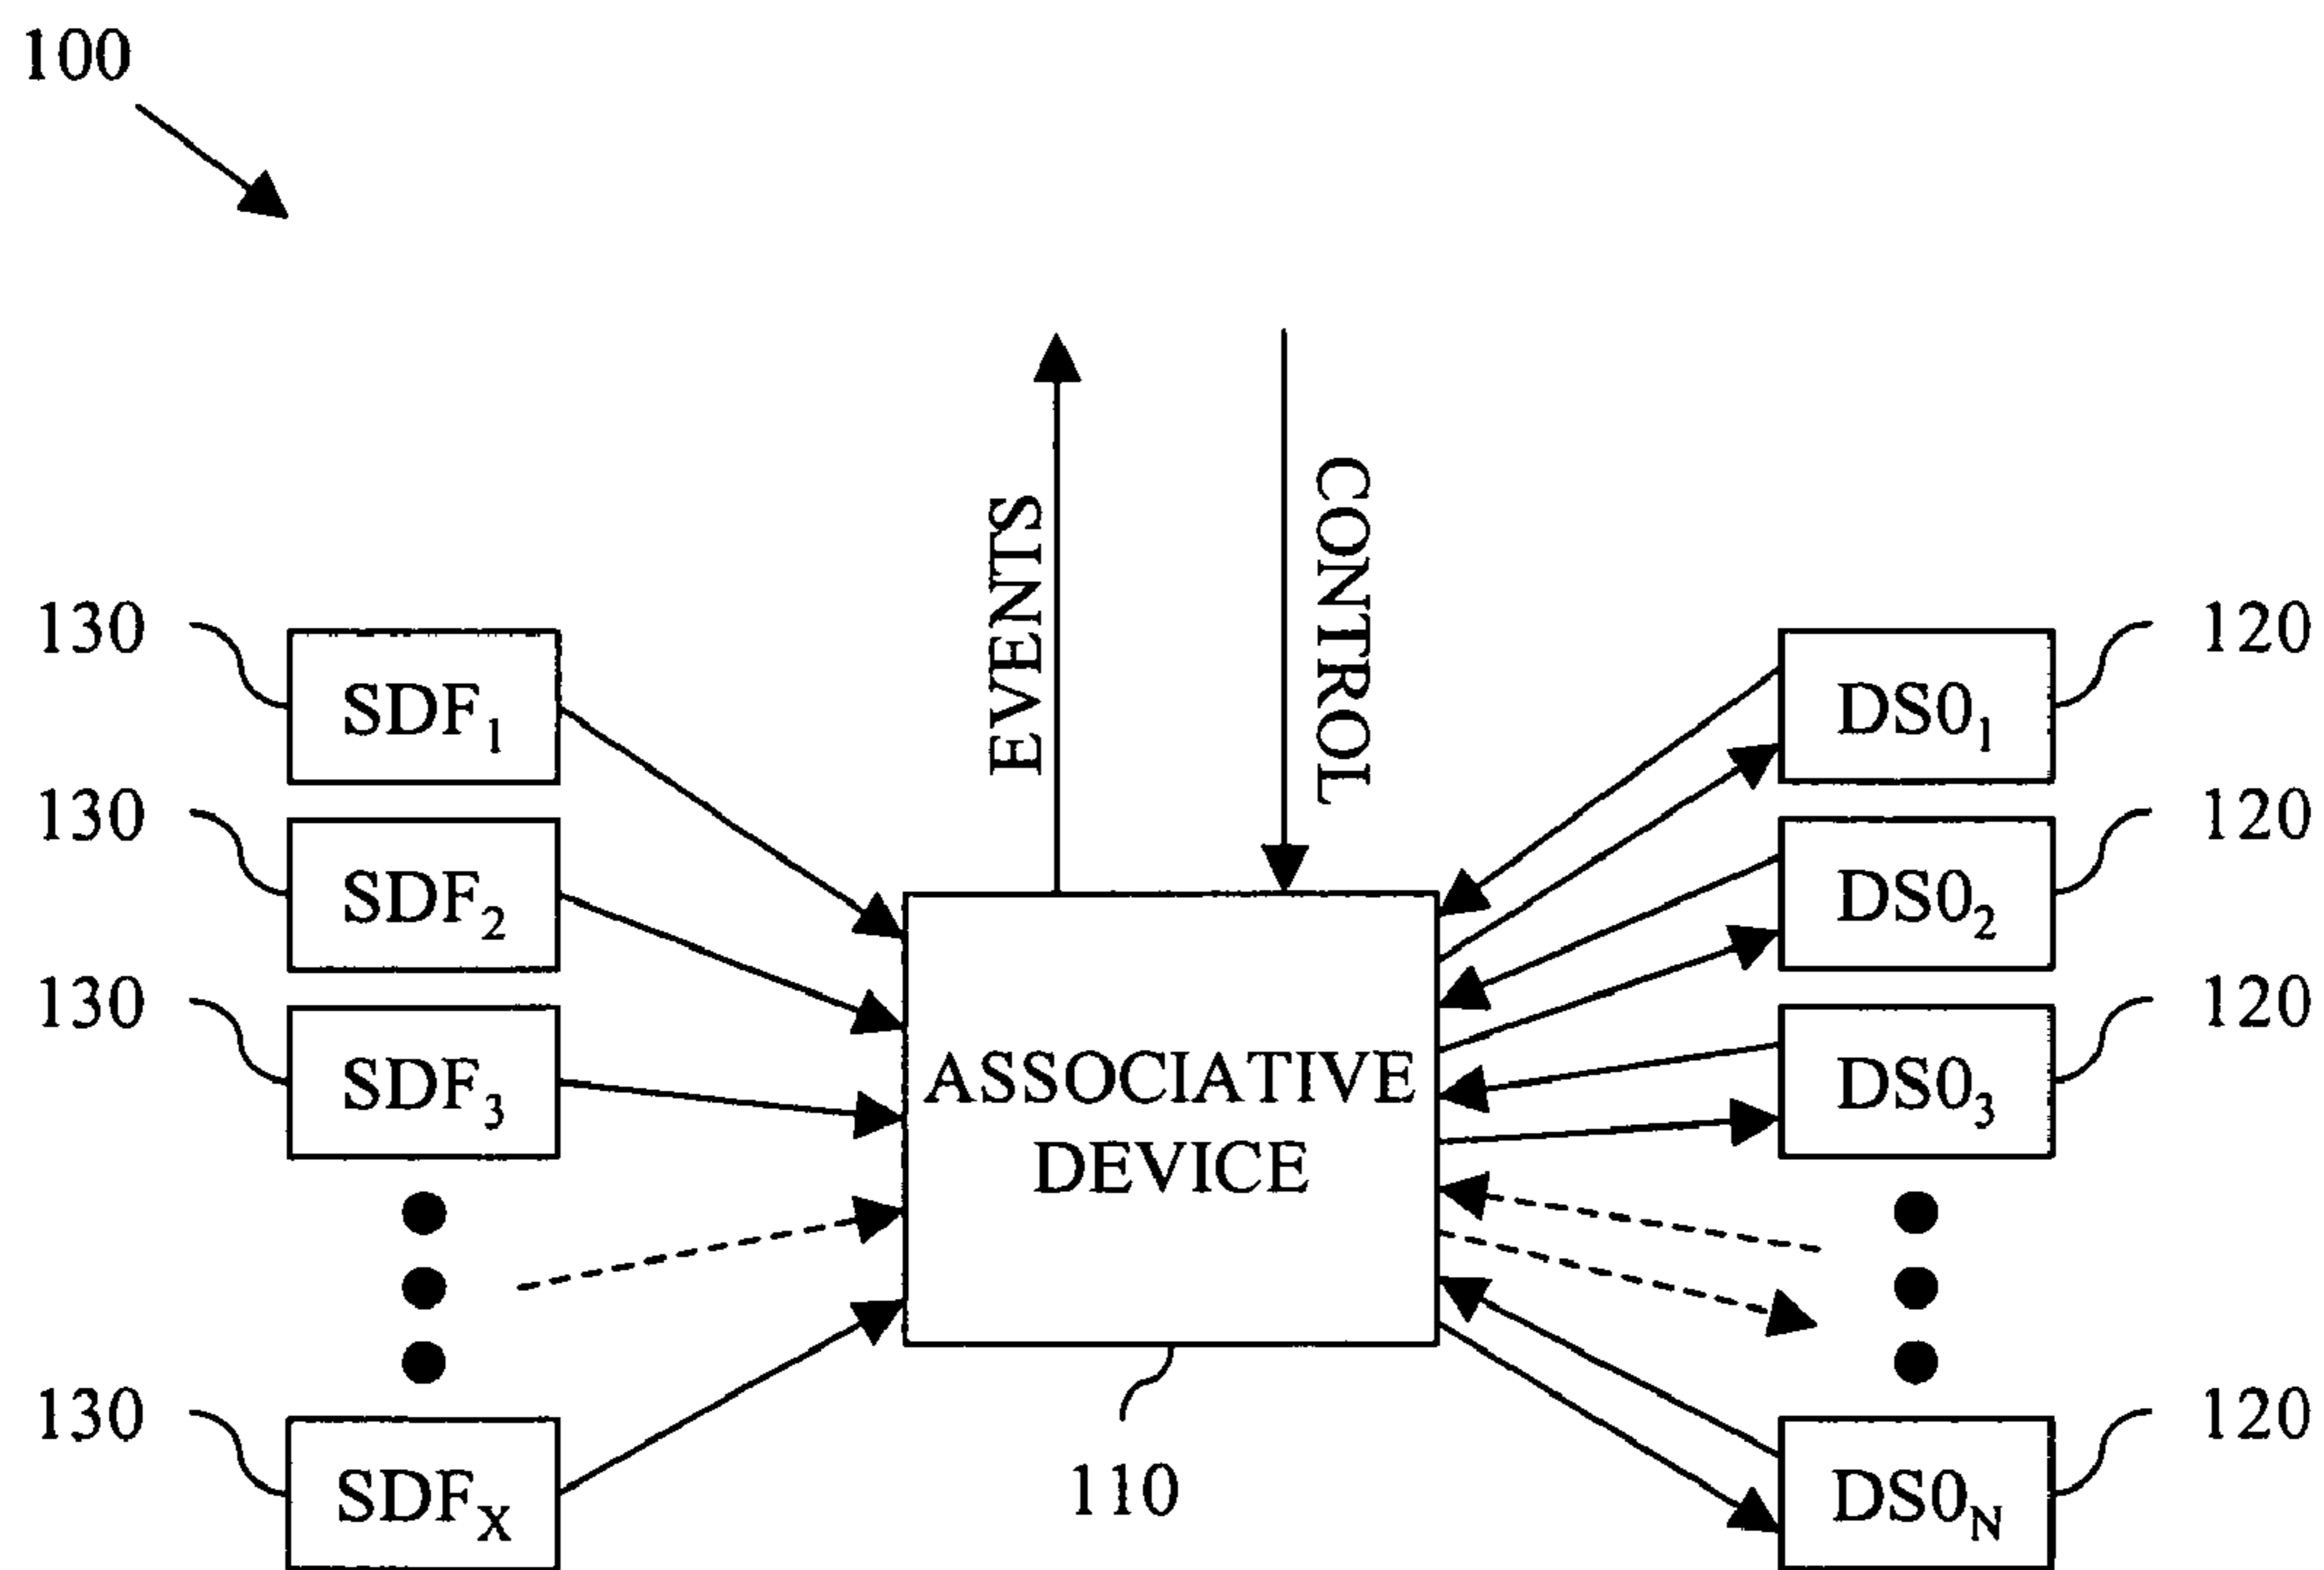 100
EVENTS
CONTROL
130
SDF1
120
DS01
130
SDF2
120
DS02
130
SDF3
120
DS03
ASSOCIATIVE
DEVICE
130
SDFX
110
120
DS0N